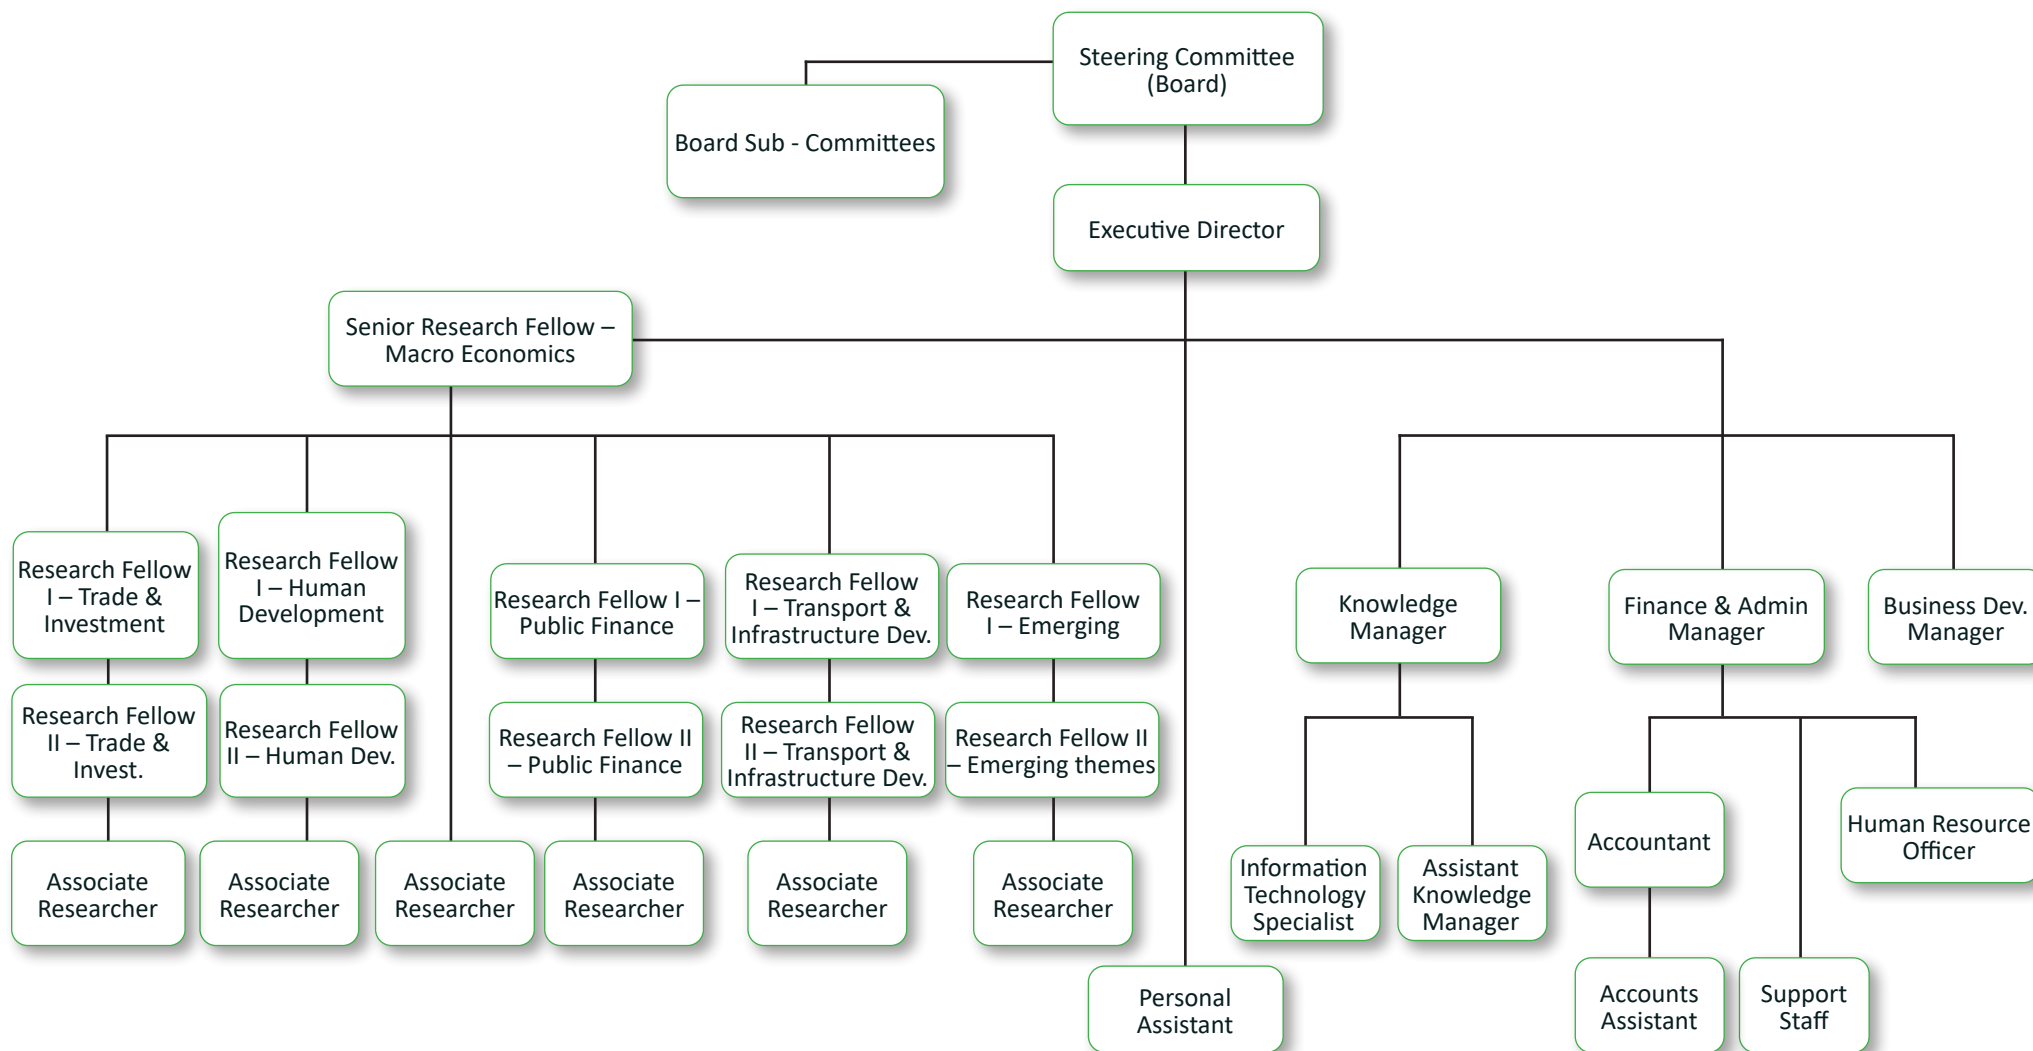 Steering Committee
(Board)
Board Sub - Committees
Executive Director
Senior Research Fellow –
Macro Economics
Research Fellow
I – Trade &
Investment
Research Fellow
I – Human
Development
Research Fellow I –
Public Finance
Research Fellow
I – Transport &
Infrastructure Dev.
Research Fellow
I – Emerging
Knowledge
Manager
Finance & Admin
Manager
Business Dev.
Manager
Research Fellow
II – Trade &
Invest.
Research Fellow
II – Human Dev.
Research Fellow II
– Public Finance
Research Fellow
II – Transport &
Infrastructure Dev.
Research Fellow II
– Emerging themes
Associate
Researcher
Associate
Researcher
Associate
Researcher
Associate
Researcher
Associate
Researcher
Associate
Researcher
Information
Technology
Specialist
Assistant
Knowledge
Manager
Accountant
Human Resource
Officer
Personal
Assistant
Accounts
Assistant
Support
Staff